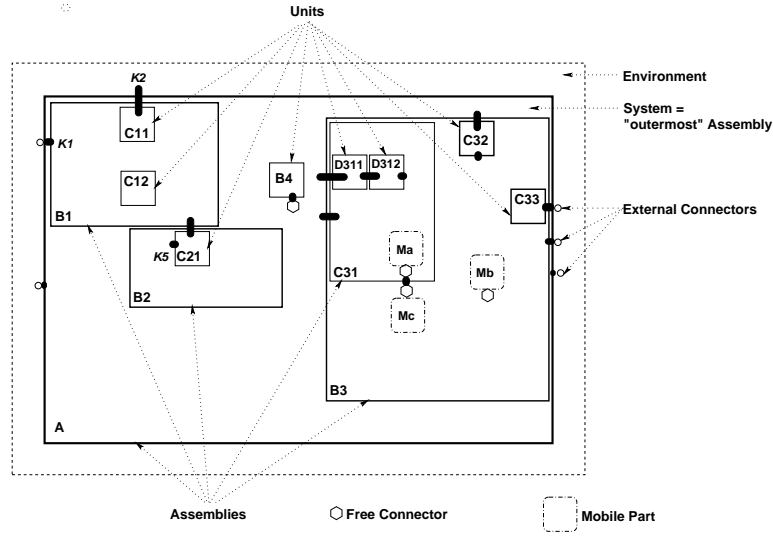 Units
K2
Environment
System =
"outermost" Assembly
C11
K1
C32
D311
D312
C12
B4
C33
B1
External Connectors
K5
C21
Ma
Mb
C31
B2
Mc
B3
A
Assemblies
Free Connector
Mobile Part